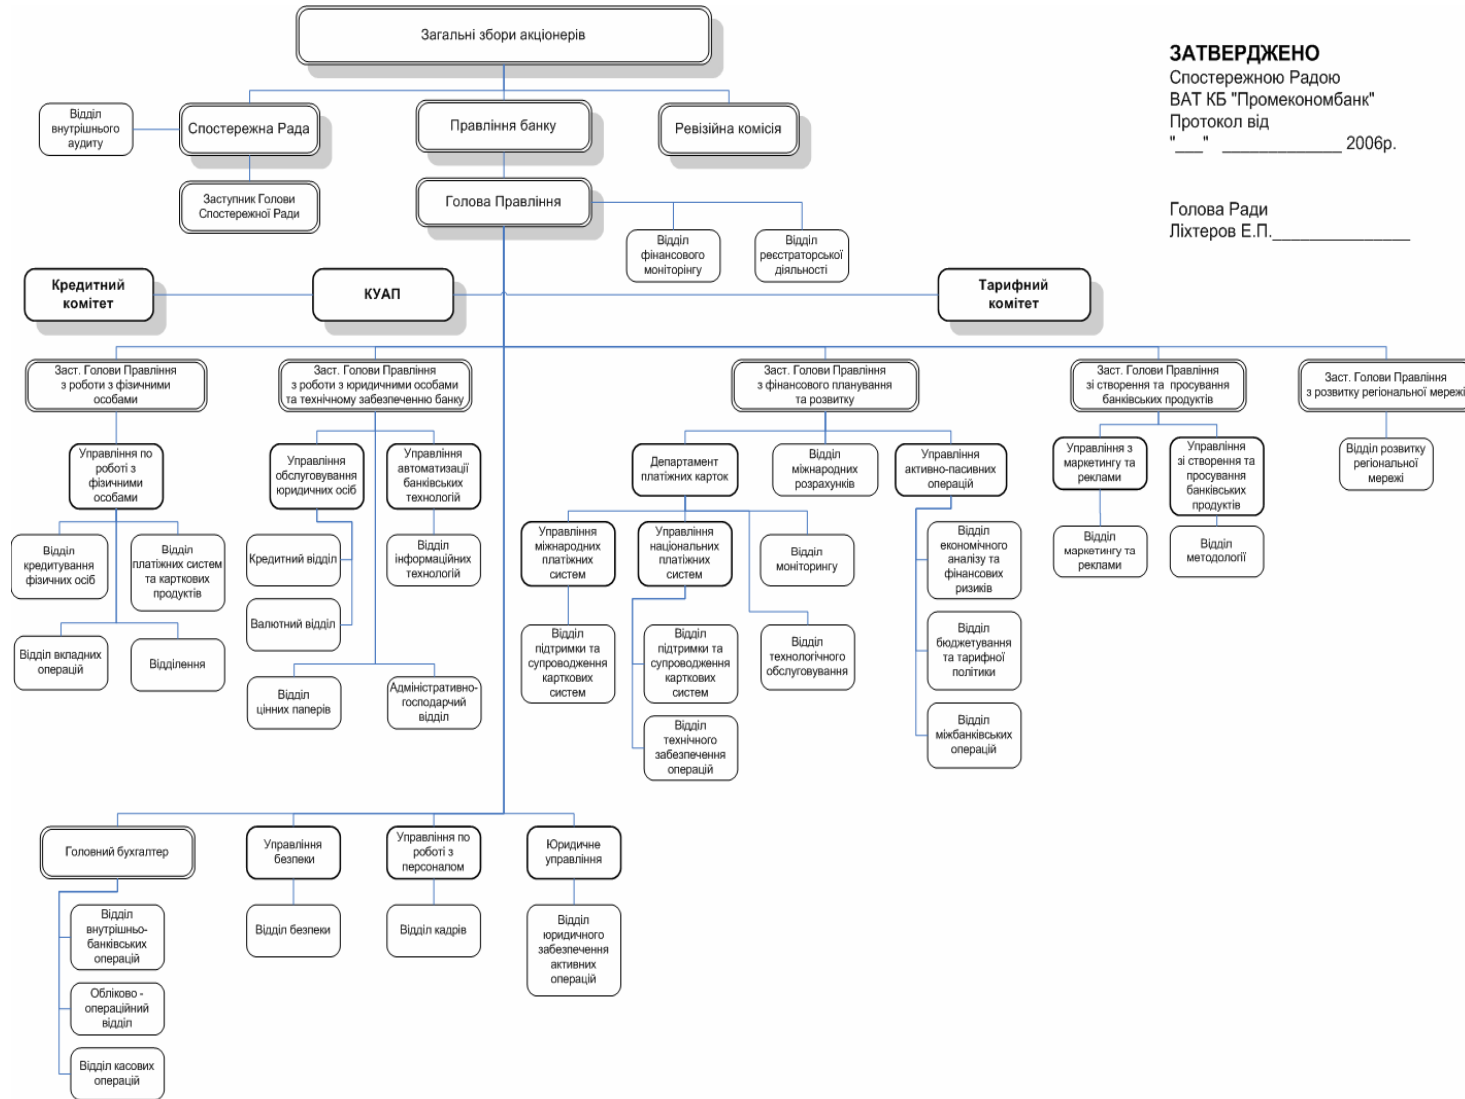 Загальні збори акціонерів
ЗАТВЕРДЖЕНО
Спостережною Радою
ВАТ КБ "Промекономбанк"
Протокол від
"___" _____________ 2006р.
Голова Ради
Ліхтеров Е.П._______________
Відділ
внутрішнього
аудиту
Спостережна Рада
Правління банку
Ревізійна комісія
Заступник Голови
Спостережної Ради
Голова Правління
Відділ
фінансового
моніторінгу
Відділ
реєстраторської
діяльності
Кредитний
комітет
КУАП
Тарифний
комітет
Заст. Голови Правління
з роботи з фізичними
особами
Заст. Голови Правління
з роботи з юридичними особами
та технічному забезпеченню банку
Заст. Голови Правління
з фінансового планування
та розвитку
Заст. Голови Правління
зі створення та просування
банківських продуктів
Заст. Голови Правління
з розвитку регіональної мережі
Управління по
роботі з
фізичними
особами
Управління
обслуговування
юридичних осіб
Управління
автоматизації
банківських
технологій
Департамент
платіжних карток
Відділ
міжнародних
розрахунків
Управління
активно-пасивних
операцій
Управління з
маркетингу та
реклами
Управління
зі створення та
просування
банківських
продуктів
Відділ розвитку
регіональної
мережі
Відділ
кредитування
фізичних осіб
Відділ
платіжних систем
та карткових
продуктів
Кредитний відділ
Відділ
інформаційних
технологій
Управління
міжнародних
платіжних
систем
Управління
національних
платіжних
систем
Відділ
моніторингу
Відділ
економічного
аналізу та
фінансових
ризиків
Відділ
маркетингу та
реклами
Відділ
методології
Відділ вкладних
операцій
Відділення
Валютний відділ
Відділ
підтримки та
супроводження
карткових
систем
Відділ
підтримки та
супроводження
карткових
систем
Відділ
технологічного
обслуговування
Відділ
бюджетування
та тарифної
політики
Відділ
цінних паперів
Адміністративно-
господарчий
відділ
Відділ
технічного
забезпечення
операцій
Відділ
міжбанківських
операцій
Головний бухгалтер
Управління
безпеки
Управління по
роботі з
персоналом
Юридичне
управління
Відділ
внутрішньо-
банківських
операцій
Відділ безпеки
Відділ кадрів
Відділ
юридичного
забезпечення
активних
операцій
Обліково -
операційний
відділ
Відділ касових
операцій